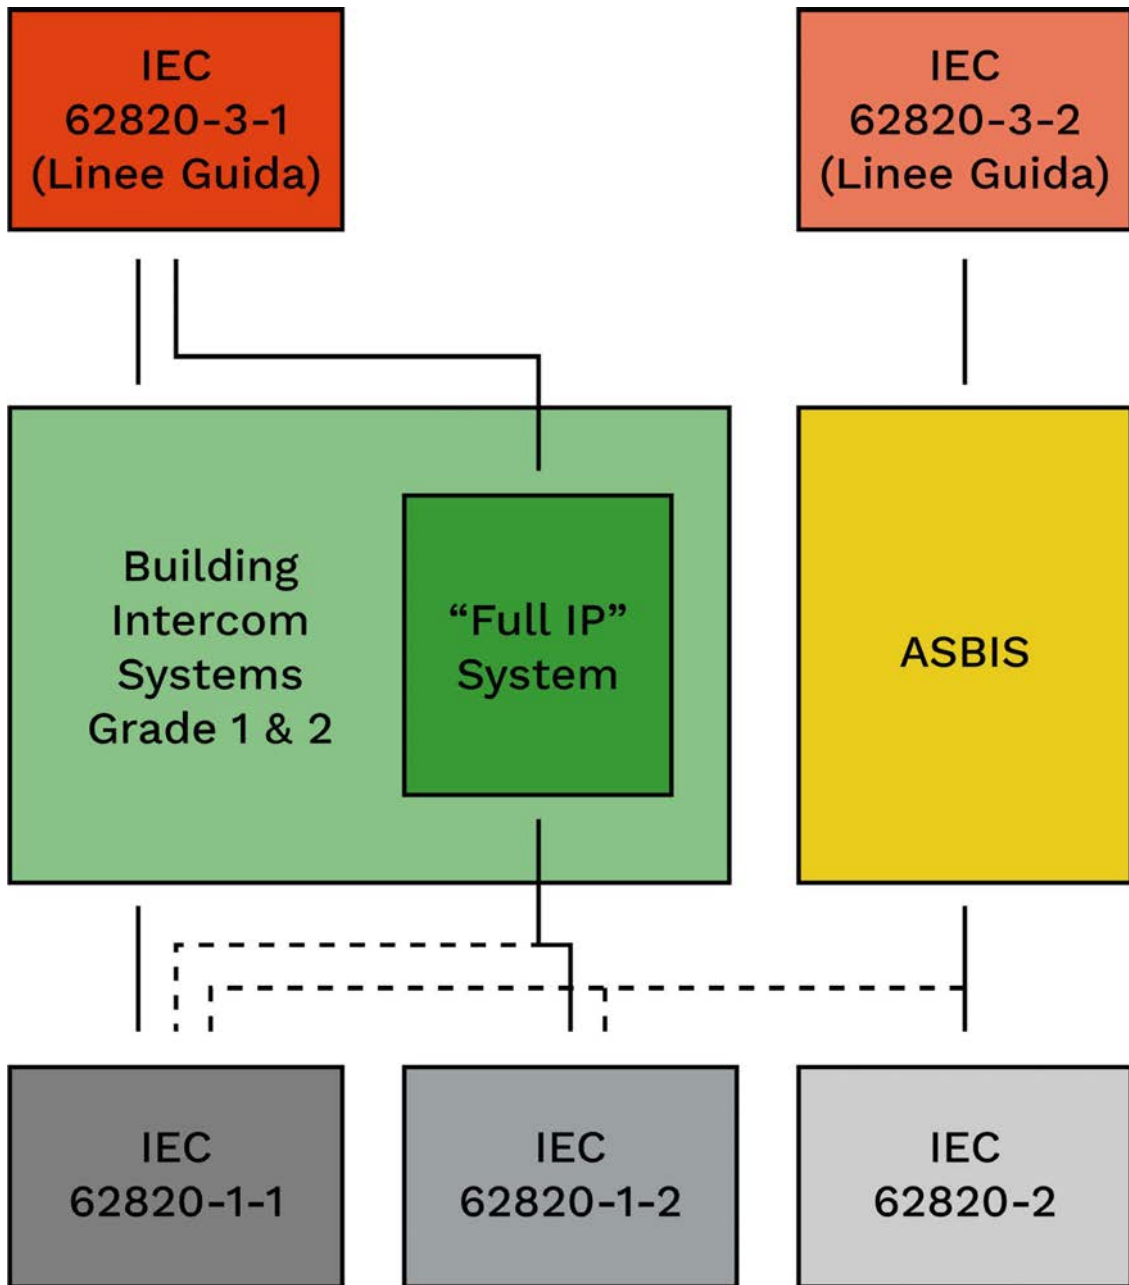 IEC
62820-3-1
(Linee Guida)
IEC
62820-3-2
(Linee Guida)
Building
Intercom
Systems
Grade 1 & 2
“Full IP”
System
ASBIS
IEC
62820-1-1
IEC
62820-1-2
IEC
62820-2